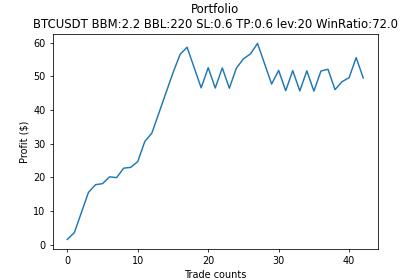 Portfolio
BTCUSDT BBM:2.2 BBL:220 SL:0.6 TP:0.6 lev:20 WinRatio:72.0
60
50
40
30
20
10
0
Profit ($)
0 10 20 30 40
Trade counts